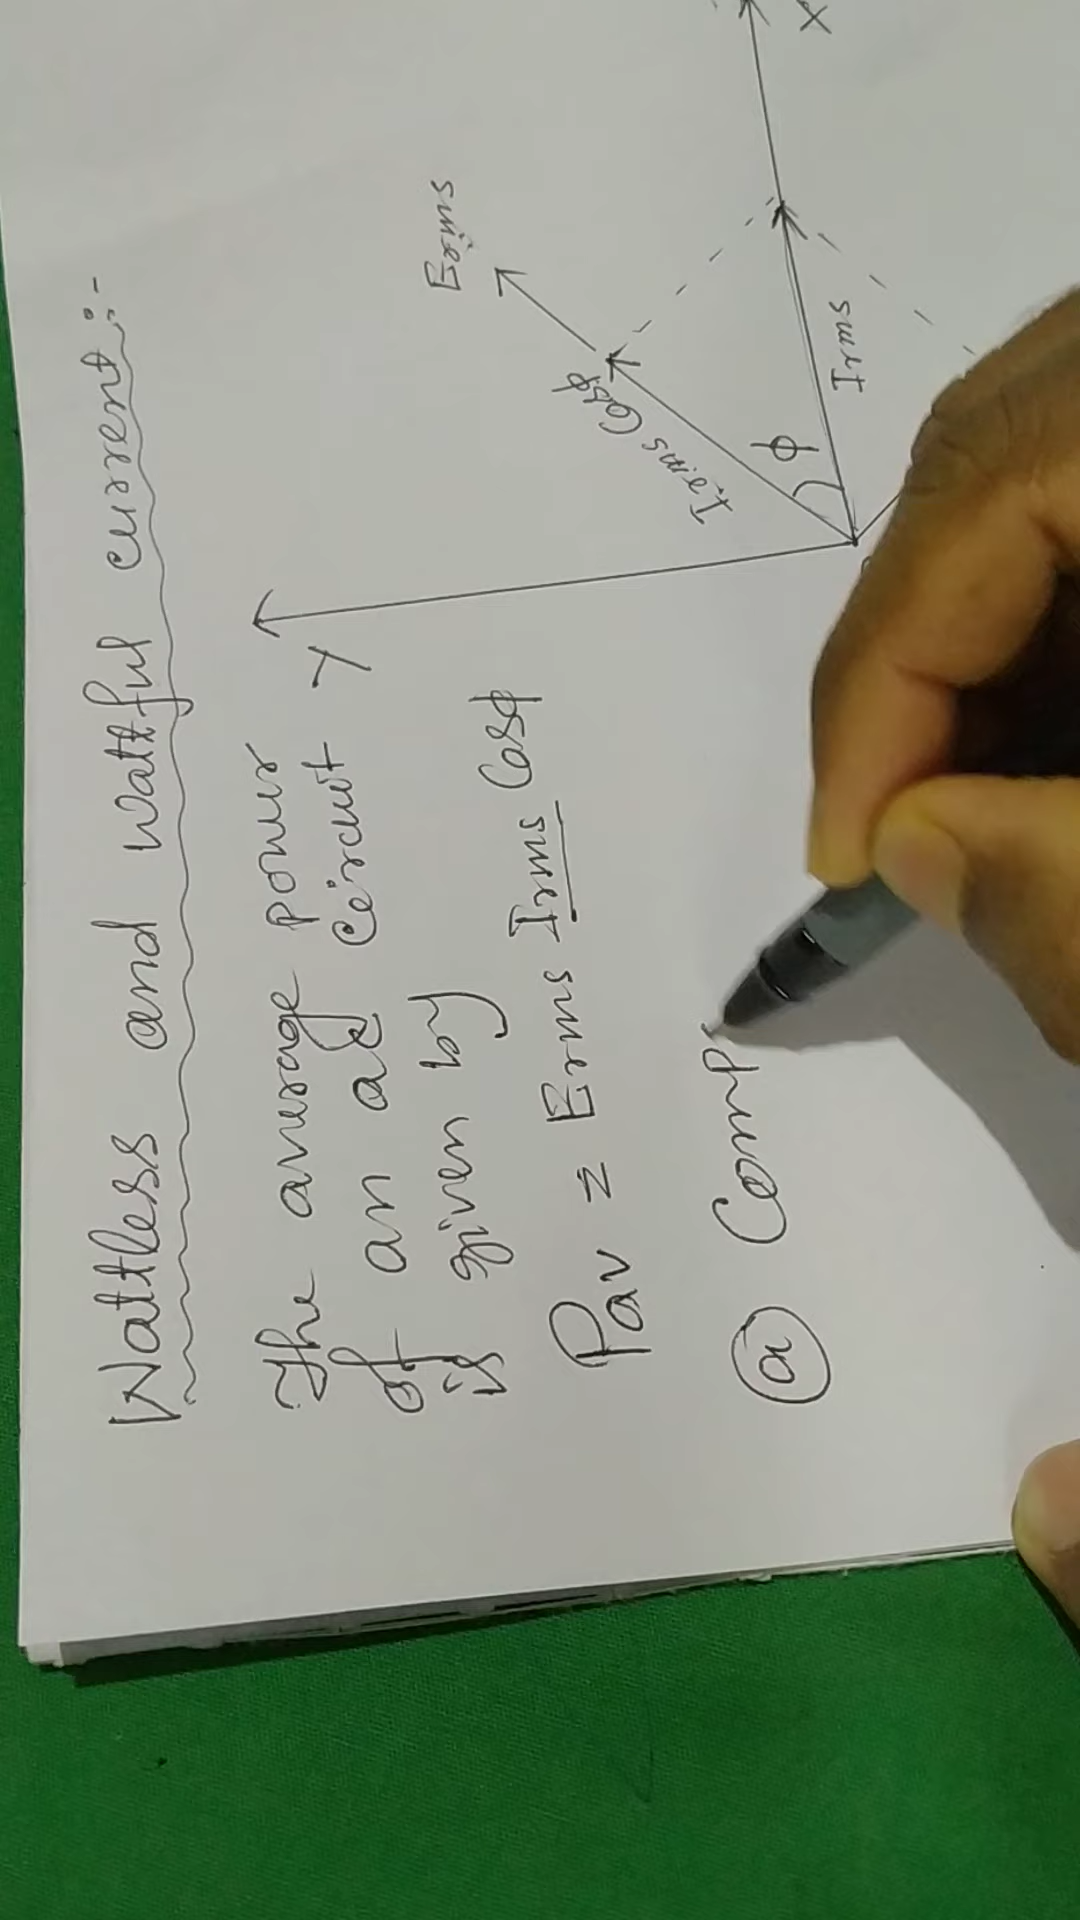 Wattless and wattful current:-
The average power
of an ac circuit
is given by
Pav = Erms Irms Cosφ
(a) Comp
Y
Erms
Irms Cosφ
φ
Irms
X